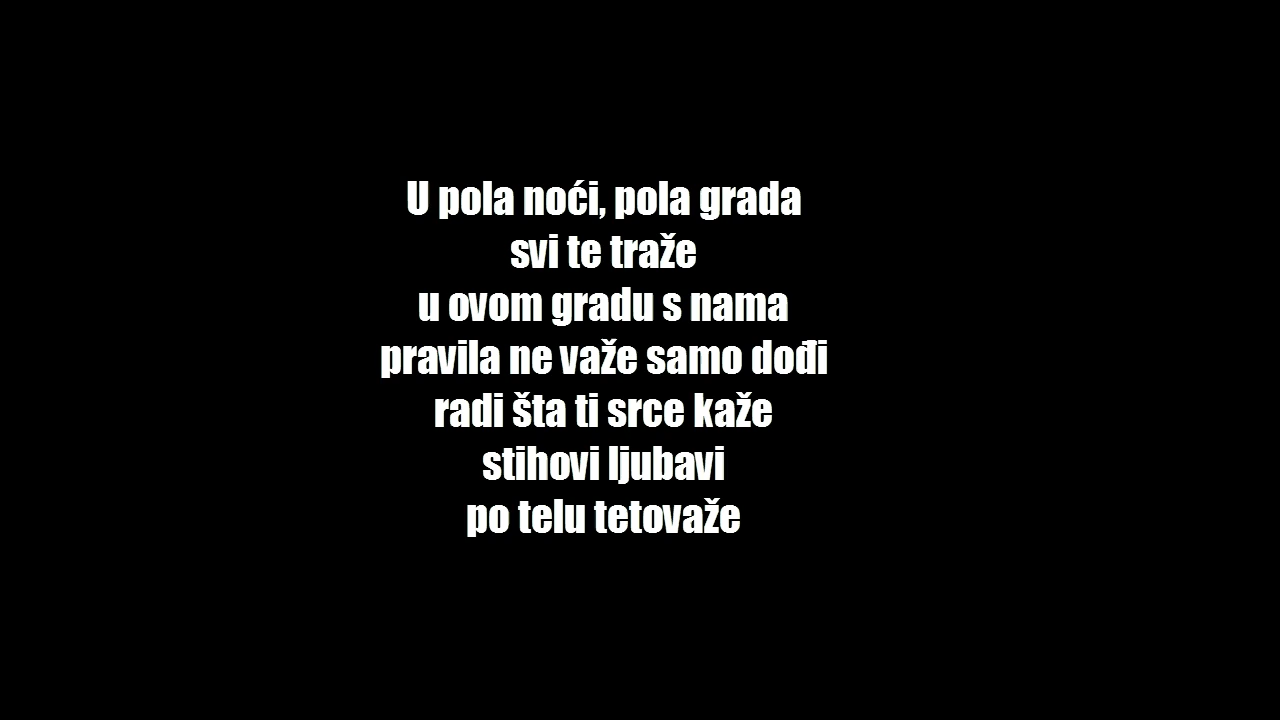 U pola noći, pola grada
svi te traže
u ovom gradu s nama
pravila ne važe samo dođi
radi šta ti srce kaže
stihovi ljubavi
po telu tetovaže